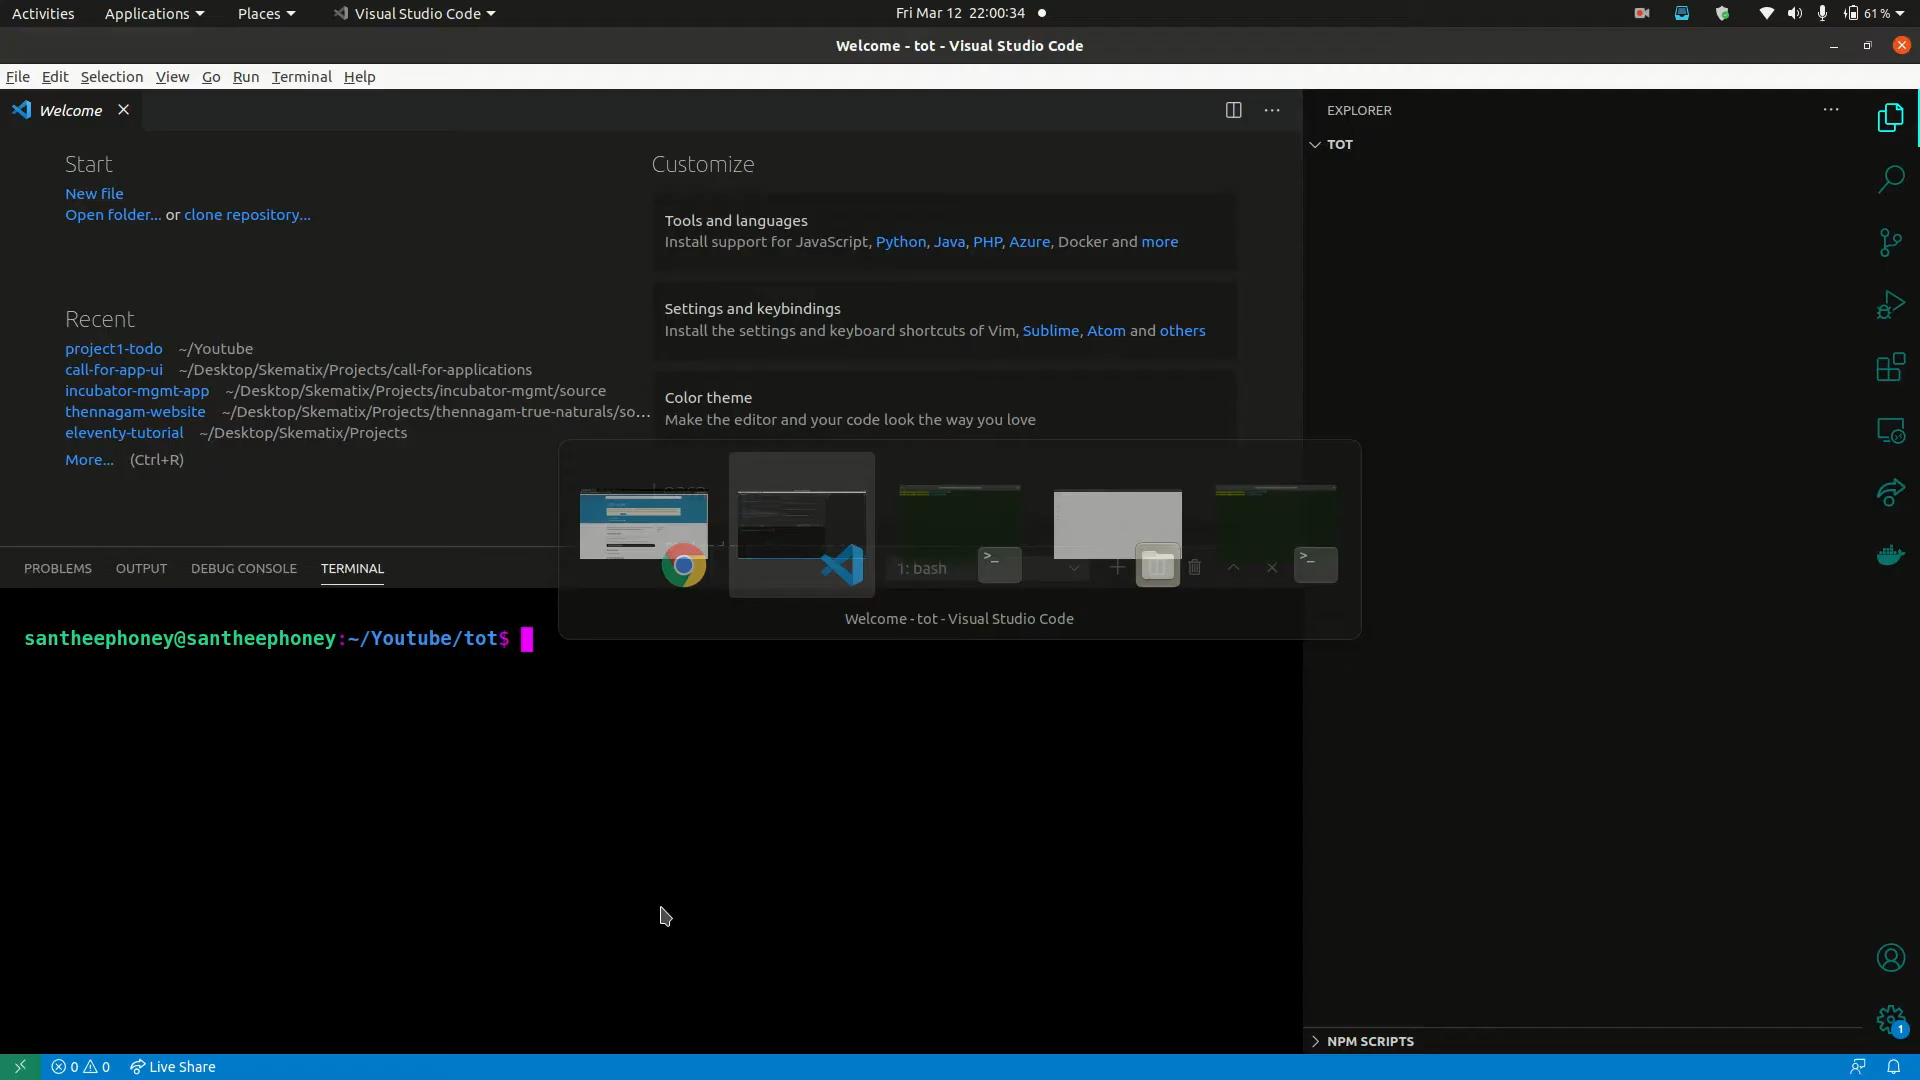 Activities Applications Places Visual Studio Code Fri Mar 12 22:00:34 61 %
Welcome - tot - Visual Studio Code
File Edit Selection View Go Run Terminal Help
Welcome
EXPLORER
TOT
Start
New file
Open folder... or clone repository...
Recent
project1-todo ~/Youtube
call-for-app-ui ~/Desktop/Skematix/Projects/call-for-applications
incubator-mgmt-app ~/Desktop/Skematix/Projects/incubator-mgmt/source
thennagam-website ~/Desktop/Skematix/Projects/thennagam-true-naturals/so...
eleventy-tutorial ~/Desktop/Skematix/Projects
More... (Ctrl+R)
Customize
Tools and languages
Install support for JavaScript, Python, Java, PHP, Azure, Docker and more
Settings and keybindings
Install the settings and keyboard shortcuts of Vim, Sublime, Atom and others
Color theme
Make the editor and your code look the way you love
Learn
PROBLEMS OUTPUT DEBUG CONSOLE TERMINAL 1: bash
Welcome - tot - Visual Studio Code
santheephoney@santheephoney:~/Youtube/tot$
NPM SCRIPTS
1
0 0 Live Share